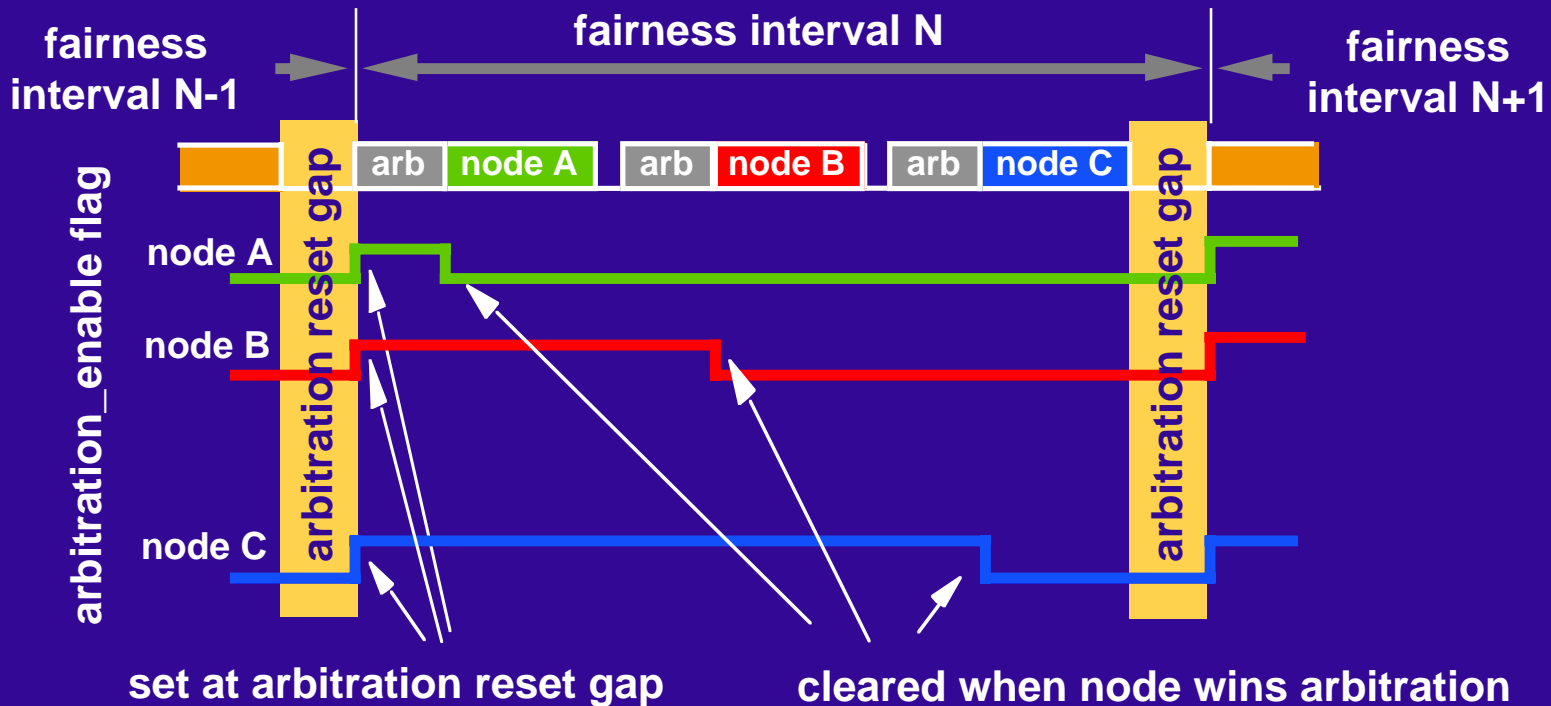 fairness
interval N-1
fairness interval N
fairness
interval N+1
arbitration_enable flag
arbitration reset gap
arb
node A
arb
node B
arb
node C
arbitration reset gap
node A
node B
node C
set at arbitration reset gap
cleared when node wins arbitration